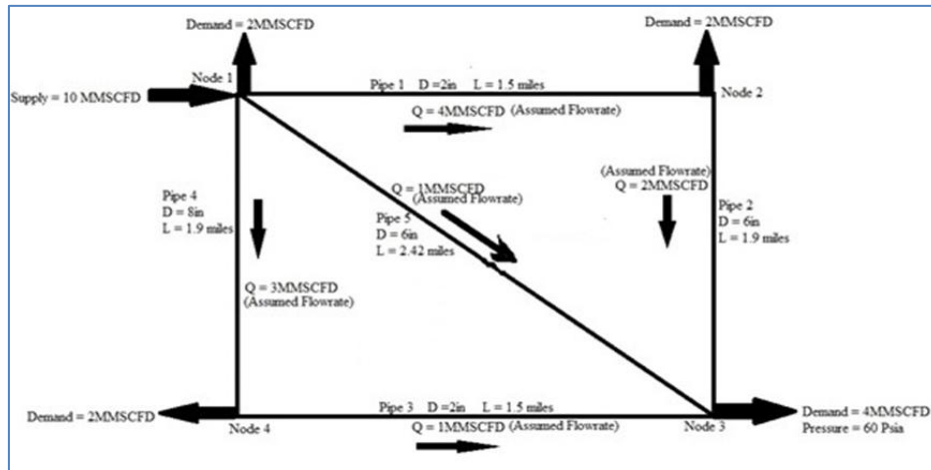 Demand = 2MMSCFD
Demand = 2MMSCFD
Node 1
Pipe 1 D =2in L = 1.5 miles
Node 2
Supply = 10 MMSCFD
Q = 4MMSCFD (Assumed Flowrate)
(Assumed Flowrate)
Q = 2MMSCFD
Q = 1MMSCFD
(Assumed Flowrate)
Pipe 4
D = 8in
L = 1.9 miles
Pipe 5
D = 6in
L = 2.42 miles
Pipe 2
D = 6in
L = 1.9 miles
Q = 3MMSCFD
(Assumed Flowrate)
Demand = 2MMSCFD
Node 4
Pipe 3 D =2in L = 1.5 miles
Q = 1MMSCFD (Assumed Flowrate)
Node 3
Demand = 4MMSCFD
Pressure = 60 Psia